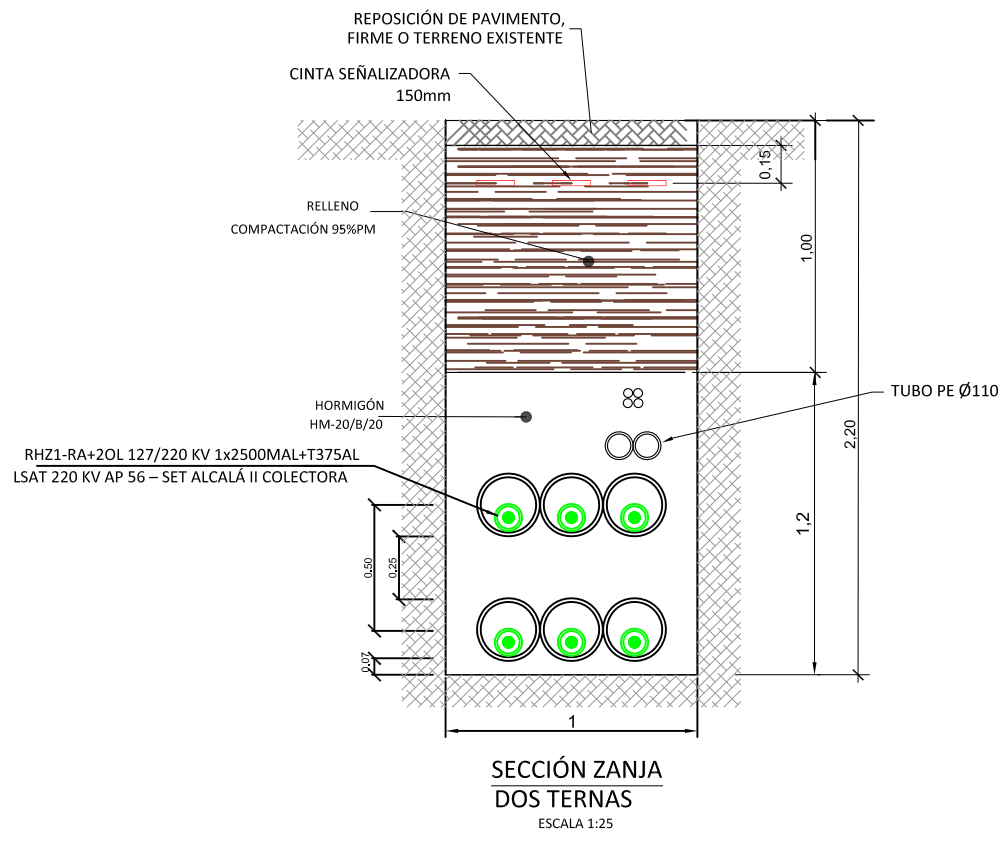 REPOSICIÓN DE PAVIMENTO,
FIRME O TERRENO EXISTENTE
CINTA SEÑALIZADORA
150mm
0,15
RELLENO
COMPACTACIÓN 95%PM
1,00
2,20
HORMIGÓN
HM-20/B/20
TUBO PE Ø110
RHZ1-RA+2OL 127/220 KV 1x2500MAL+T375AL
LSAT 220 KV AP 56 – SET ALCALÁ II COLECTORA
1,2
0.50
0.25
0.07
1
SECCIÓN ZANJA
DOS TERNAS
ESCALA 1:25